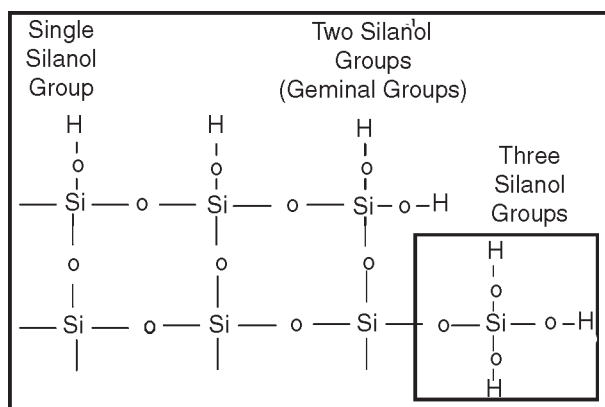 Single
Silanol
Group
Two Silanol
Groups
(Geminal Groups)
Three
Silanol
Groups
H H H
o o o
Si o Si o Si o H
o o o H
o
Si o Si o Si o Si o H
o
H